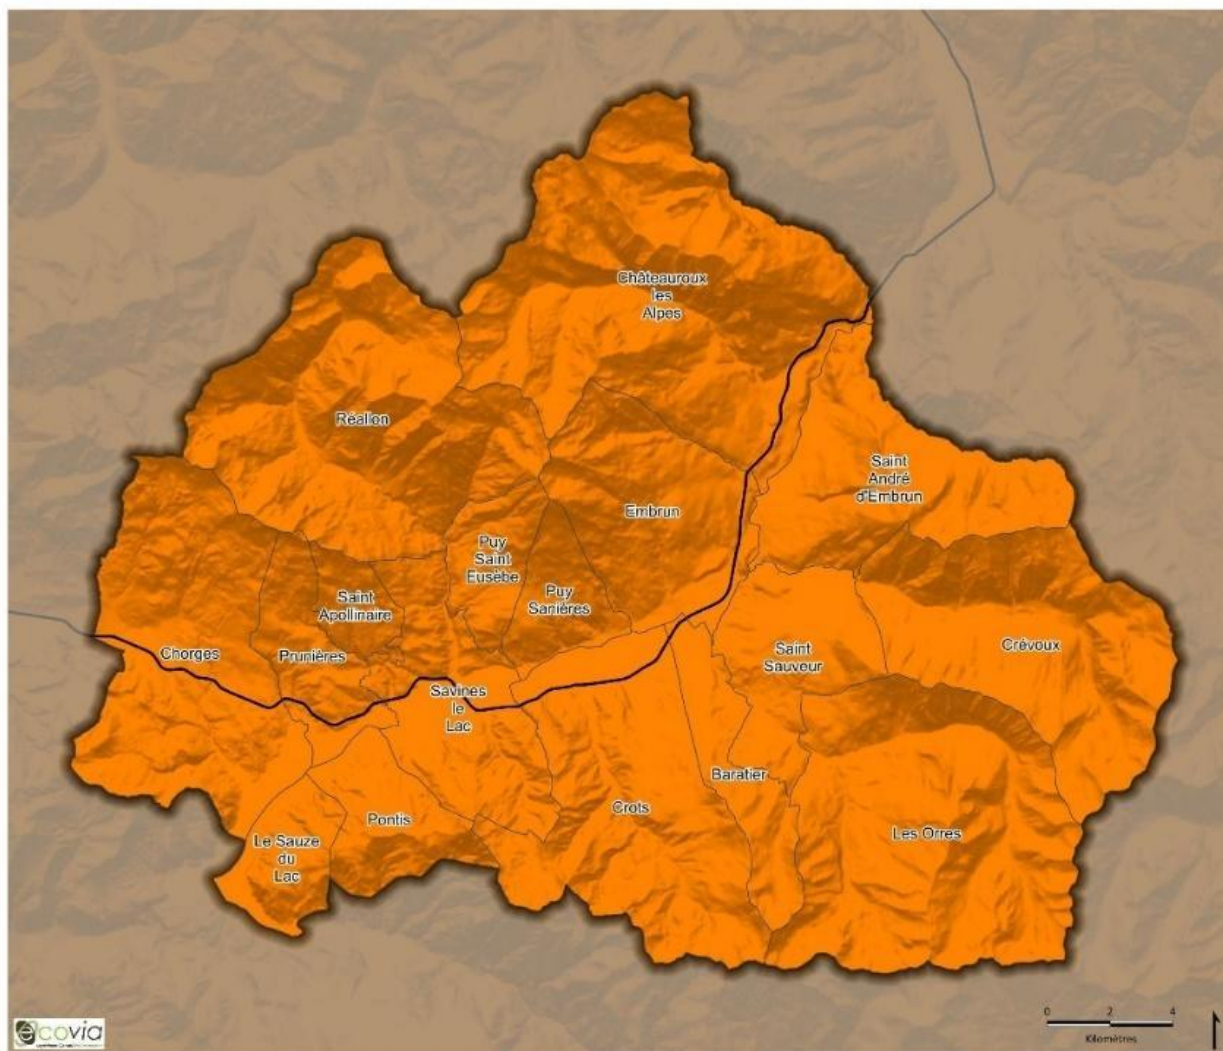 Châteauroux
les
Alpes
Réallon
Saint
André
d'Embrun
Embrun
Puy
Saint
Eusèbe
Puy
Sanières
Saint
Apollinaire
Chorges
Prunières
Saint
Sauveur
Crévoux
Savines
le
Lac
Baratier
Crots
Pontis
Les Orres
Le Sauze
du
Lac
0 2 4
Kilomètres
écovia